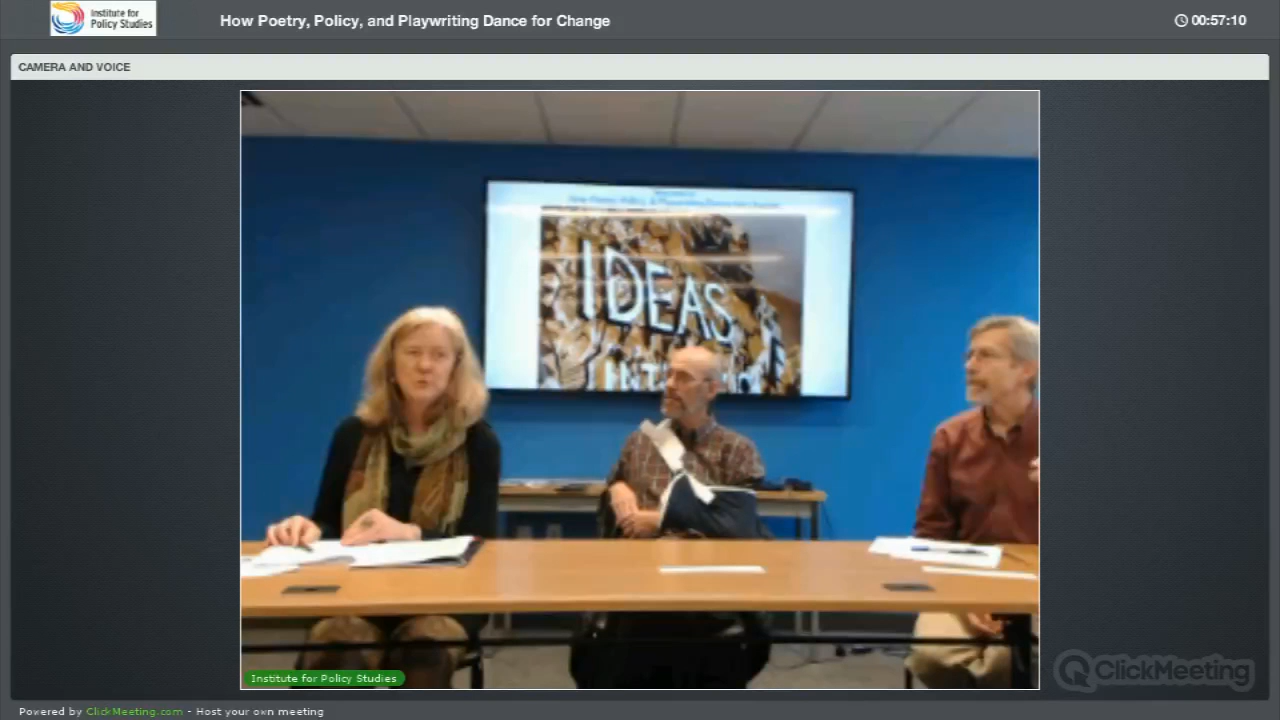 Institute for
Policy Studies
How Poetry, Policy, and Playwriting Dance for Change
00:57:10
CAMERA AND VOICE
IDEAS
Institute for Policy Studies
ClickMeeting
Powered by ClickMeeting.com - Host your own meeting